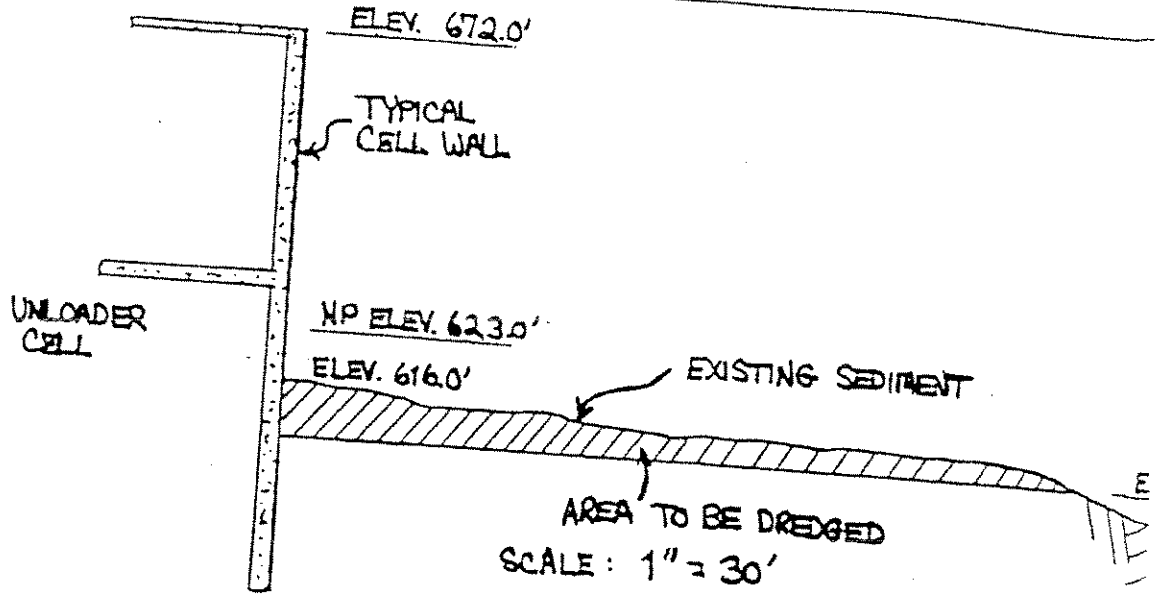 ELEV. 672.0'
TYPICAL
CELL WALL
UNLOADER
CELL
NP ELEV. 623.0'
ELEV. 616.0'
EXISTING SEDIMENT
AREA TO BE DREDGED
SCALE: 1" = 30'
E